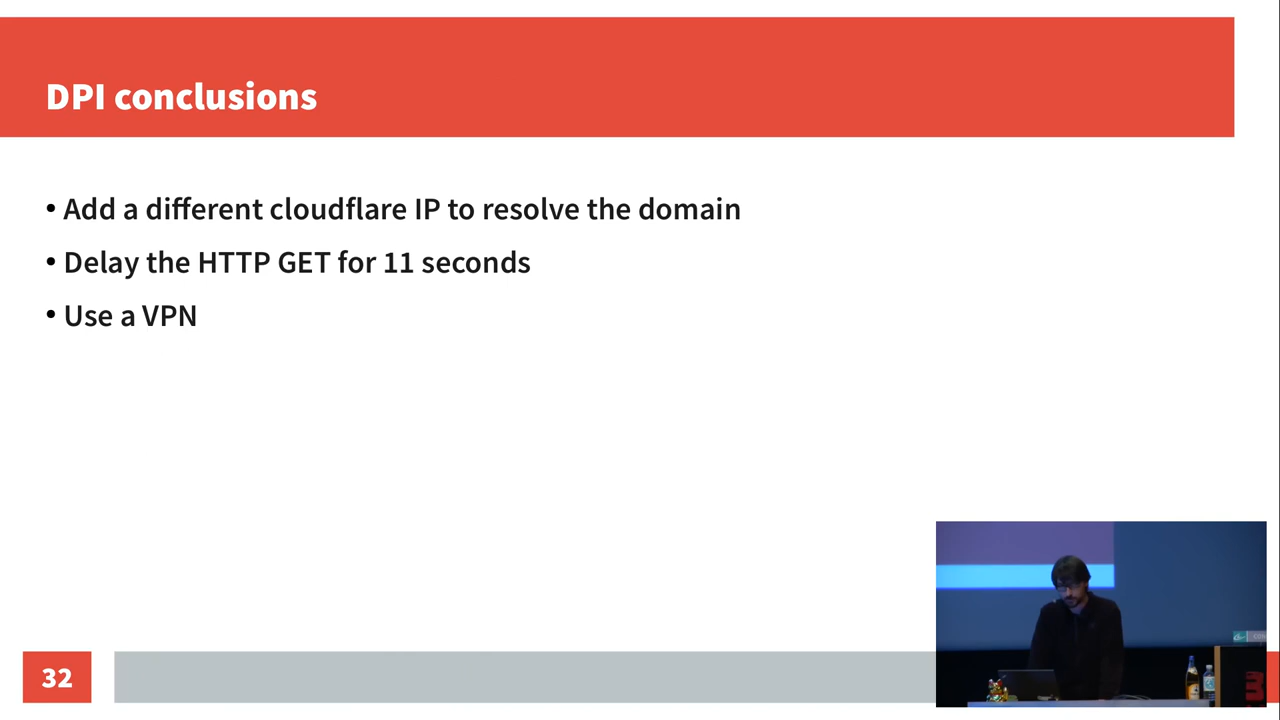 DPI conclusions
• Add a different cloudflare IP to resolve the domain
• Delay the HTTP GET for 11 seconds
• Use a VPN
32